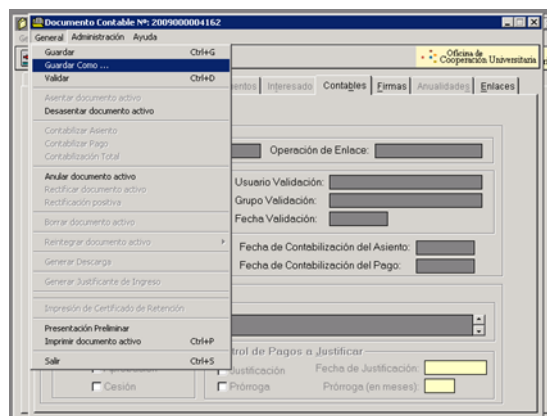 Documento Contable Nº: 2009000004162
General Administración Ayuda
Guardar Ctrl+G
Guardar Como ...
Validar Ctrl+D
Asentar documento activo
Desasentar documento activo
Contabilizar Asiento
Contabilizar Pago
Contabilización Total
Anular documento activo
Rectificar documento activo
Rectificación positiva
Borrar documento activo
Reintegrar documento activo
Generar Descarga
Generar Justificante de Ingreso
Impresión de Certificado de Retención
Presentación Preliminar
Imprimir documento activo Ctrl+P
Salir Ctrl+S
Oficina de
Cooperación Universitaria
Interesado Contables Firmas Anualidades Enlaces
Operación de Enlace:
Usuario Validación:
Grupo Validación:
Fecha Validación:
Fecha de Contabilización del Asiento:
Fecha de Contabilización del Pago:
trol de Pagos a Justificar
Justificación Fecha de Justificación:
Cesión Prórroga Prórroga (en meses):